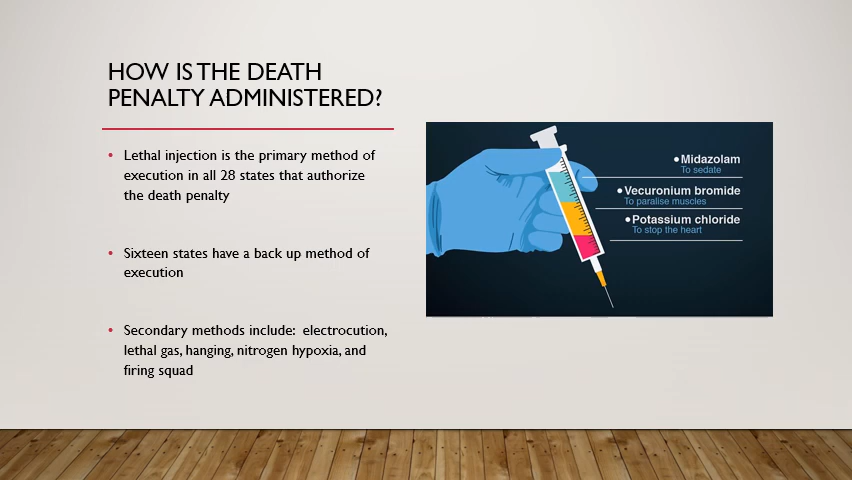 HOW IS THE DEATH
PENALTY ADMINISTERED?
• Lethal injection is the primary method of
execution in all 28 states that authorize
the death penalty
• Sixteen states have a back up method of
execution
• Secondary methods include:  electrocution,
lethal gas, hanging, nitrogen hypoxia, and
firing squad
•Midazolam
To sedate
•Vecuronium bromide
To paralise muscles
•Potassium chloride
To stop the heart